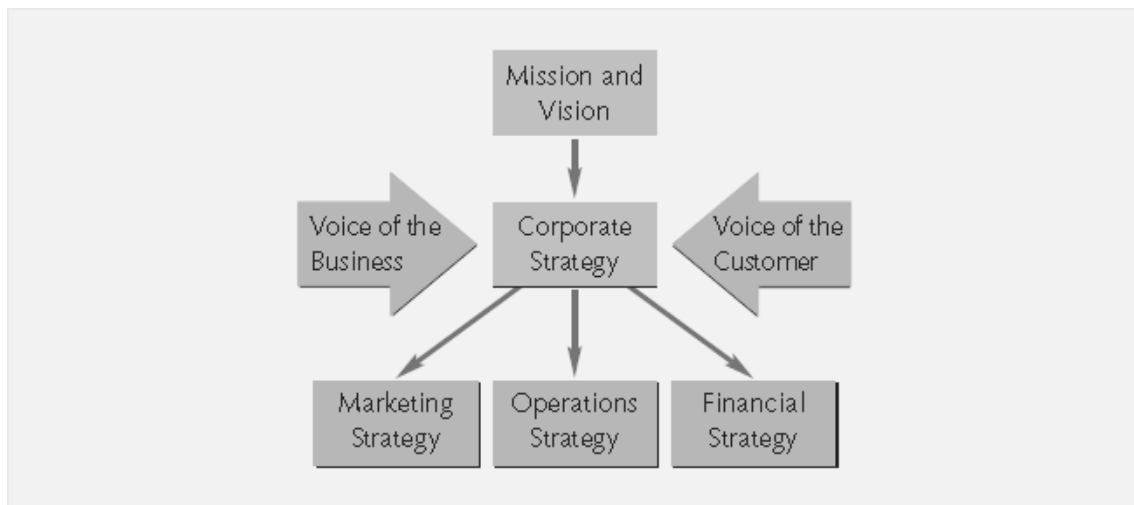 Mission and
Vision
Voice of the
Business
Corporate
Strategy
Voice of the
Customer
Marketing
Strategy
Operations
Strategy
Financial
Strategy